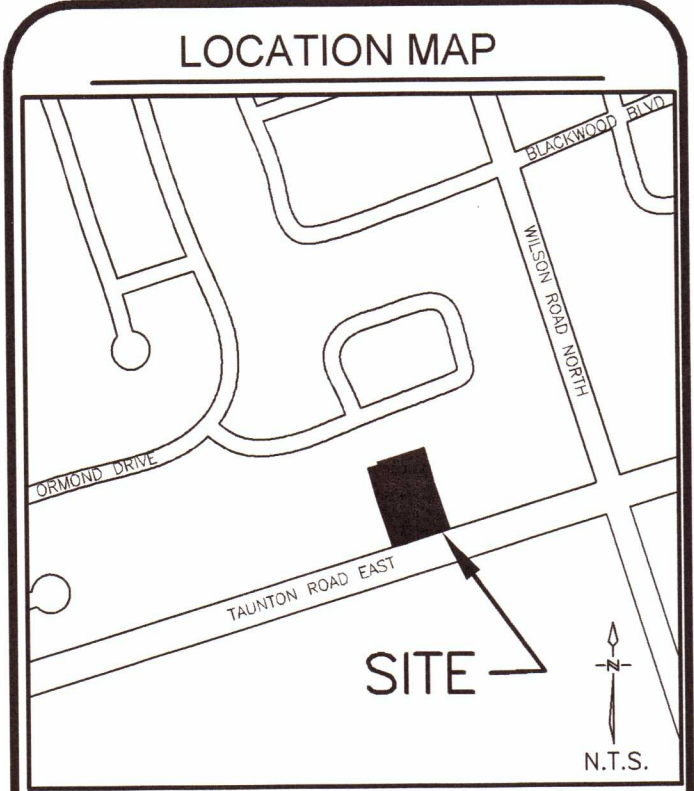 LOCATION MAP
BLACKWOOD BLVD
WILSON ROAD NORTH
ORMOND DRIVE
TAUNTON ROAD EAST
SITE
N
N.T.S.